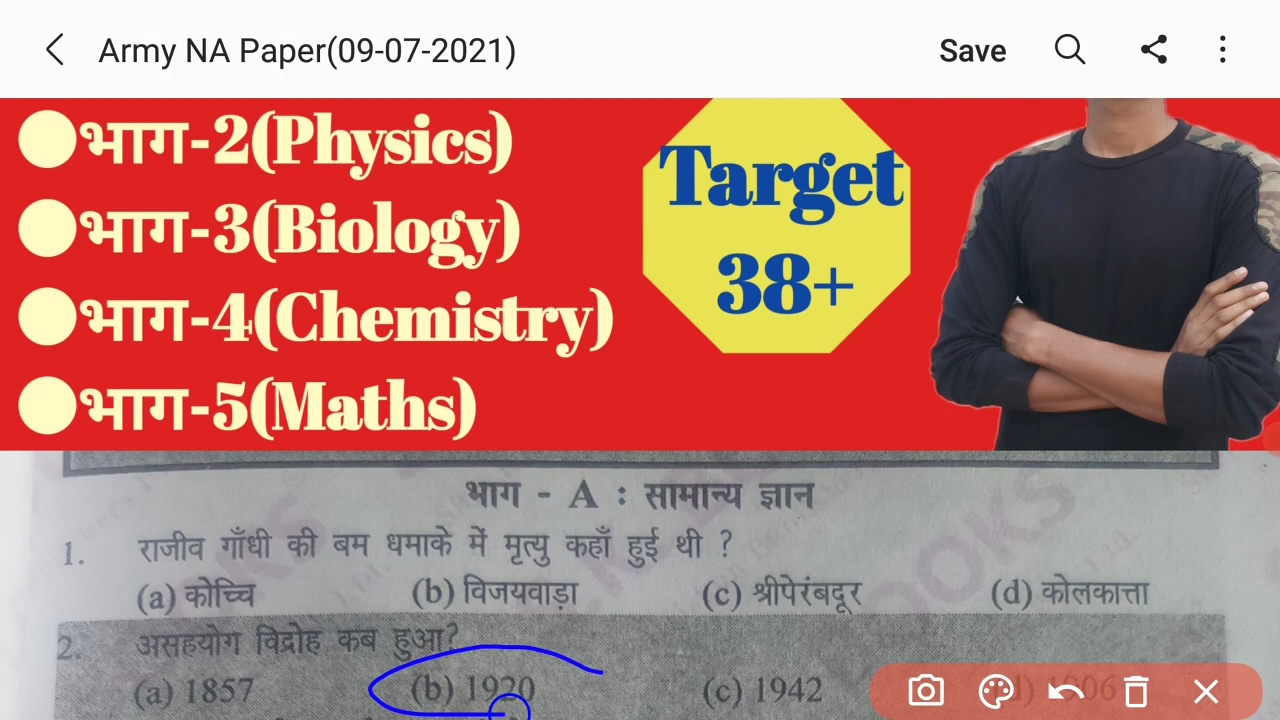 Army NA Paper(09-07-2021)
Save
भाग-2(Physics)
भाग-3(Biology)
भाग-4(Chemistry)
भाग-5(Maths)
Target
38+
भाग - A : सामान्य ज्ञान
1. राजीव गाँधी की बम धमाके में मृत्यु कहाँ हुई थी ?
(a) कोच्चि (b) विजयवाड़ा (c) श्रीपेरंबदूर (d) कोलकात्ता
2. असहयोग विद्रोह कब हुआ?
(a) 1857 (b) 1920 (c) 1942 (d) 1906